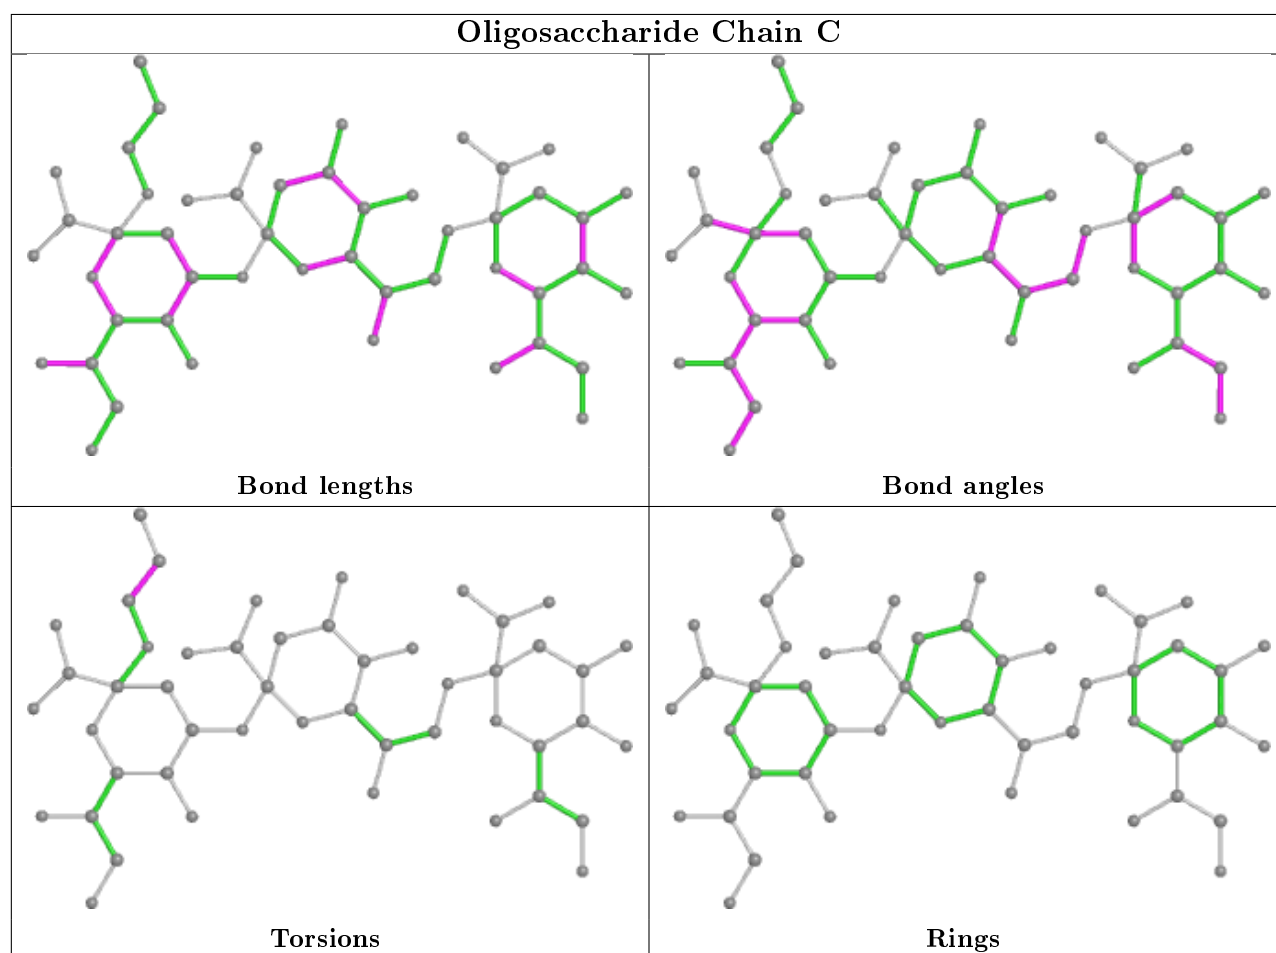 Oligosaccharide Chain C
Bond lengths
Bond angles
Torsions
Rings